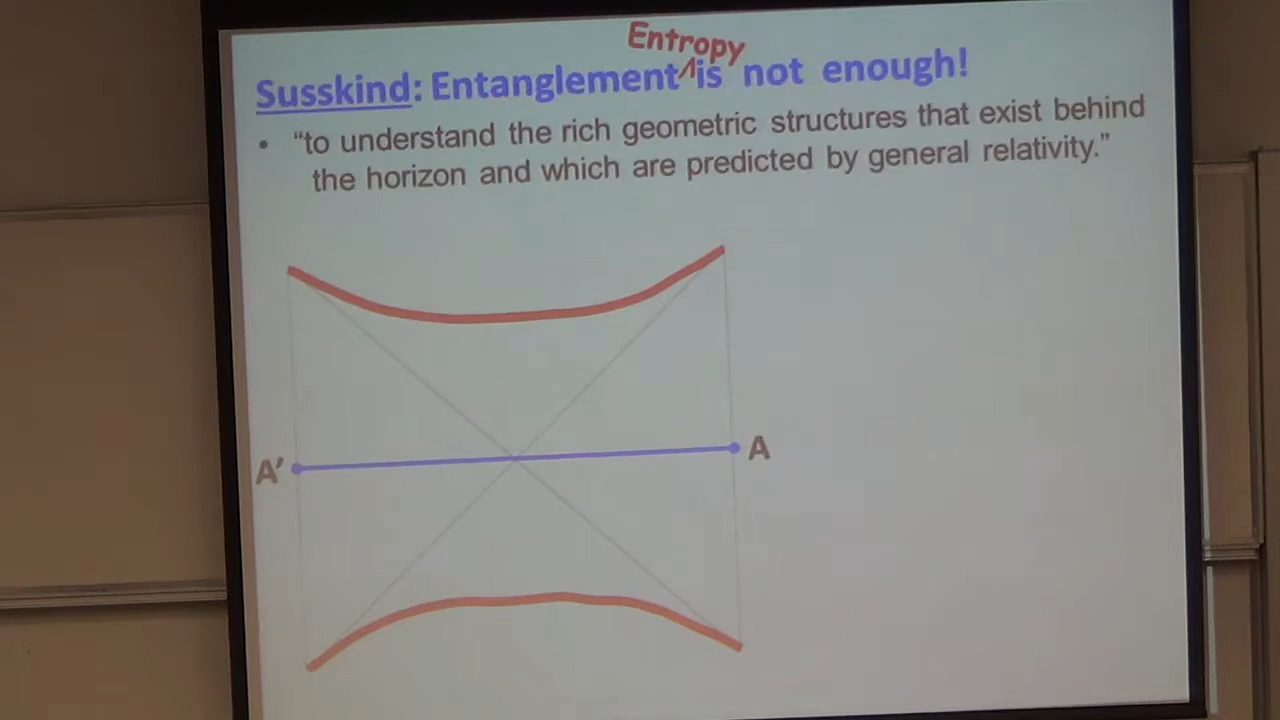 Entropy
Susskind: Entanglement ^ is not enough!
• “to understand the rich geometric structures that exist behind
the horizon and which are predicted by general relativity.”
A′
A